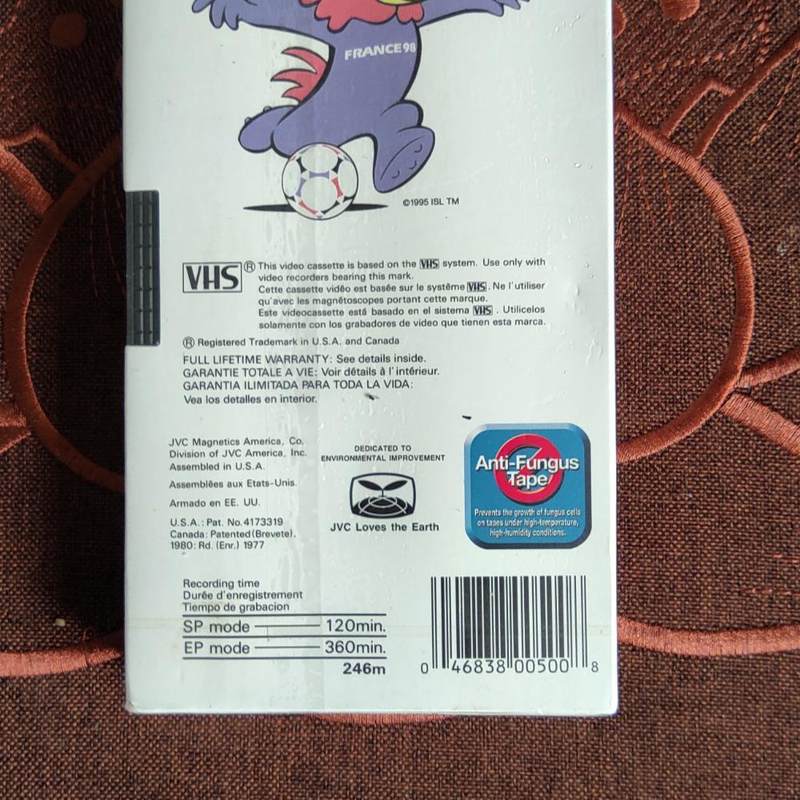 FRANCE98
©1995 ISL TM
VHS ® This video cassette is based on the VHS system. Use only with
video recorders bearing this mark.
Cette cassette vidêo est basêe sur le système VHS. Ne l'utiliser
qu'avec les magnêtoscopes portant cette marque.
Este videocassette está basado en el sistema VHS. Utilicelos
solamente con los grabadores de video que tienen esta marca.
® Registered Trademark in U.S.A. and Canada
FULL LIFETIME WARRANTY: See details inside.
GARANTIE TOTALE A VIE: Voir détails â l'intérieur.
GARANTIA ILIMITADA PARA TODA LA VIDA:
Vea los detalles en interior.
JVC Magnetics America, Co.
Division of JVC America, Inc.
Assembled in U.S.A.
Assemblées aux Etats-Unis.
Armado en EE. UU.
U.S.A.: Pat. No. 4173319
Canada: Patented (Brevete),
1980: Rd. (Enr.) 1977
DEDICATED TO
ENVIRONMENTAL IMPROVEMENT
JVC Loves the Earth
Anti-Fungus
Tape
Prevents the growth of fungus cells
on tapes under high-temperature,
high-humidity conditions.
Recording time
Durée d'enregistrement
Tiempo de grabacion
SP mode 120min.
EP mode 360min.
246m
0 46838 00500 8